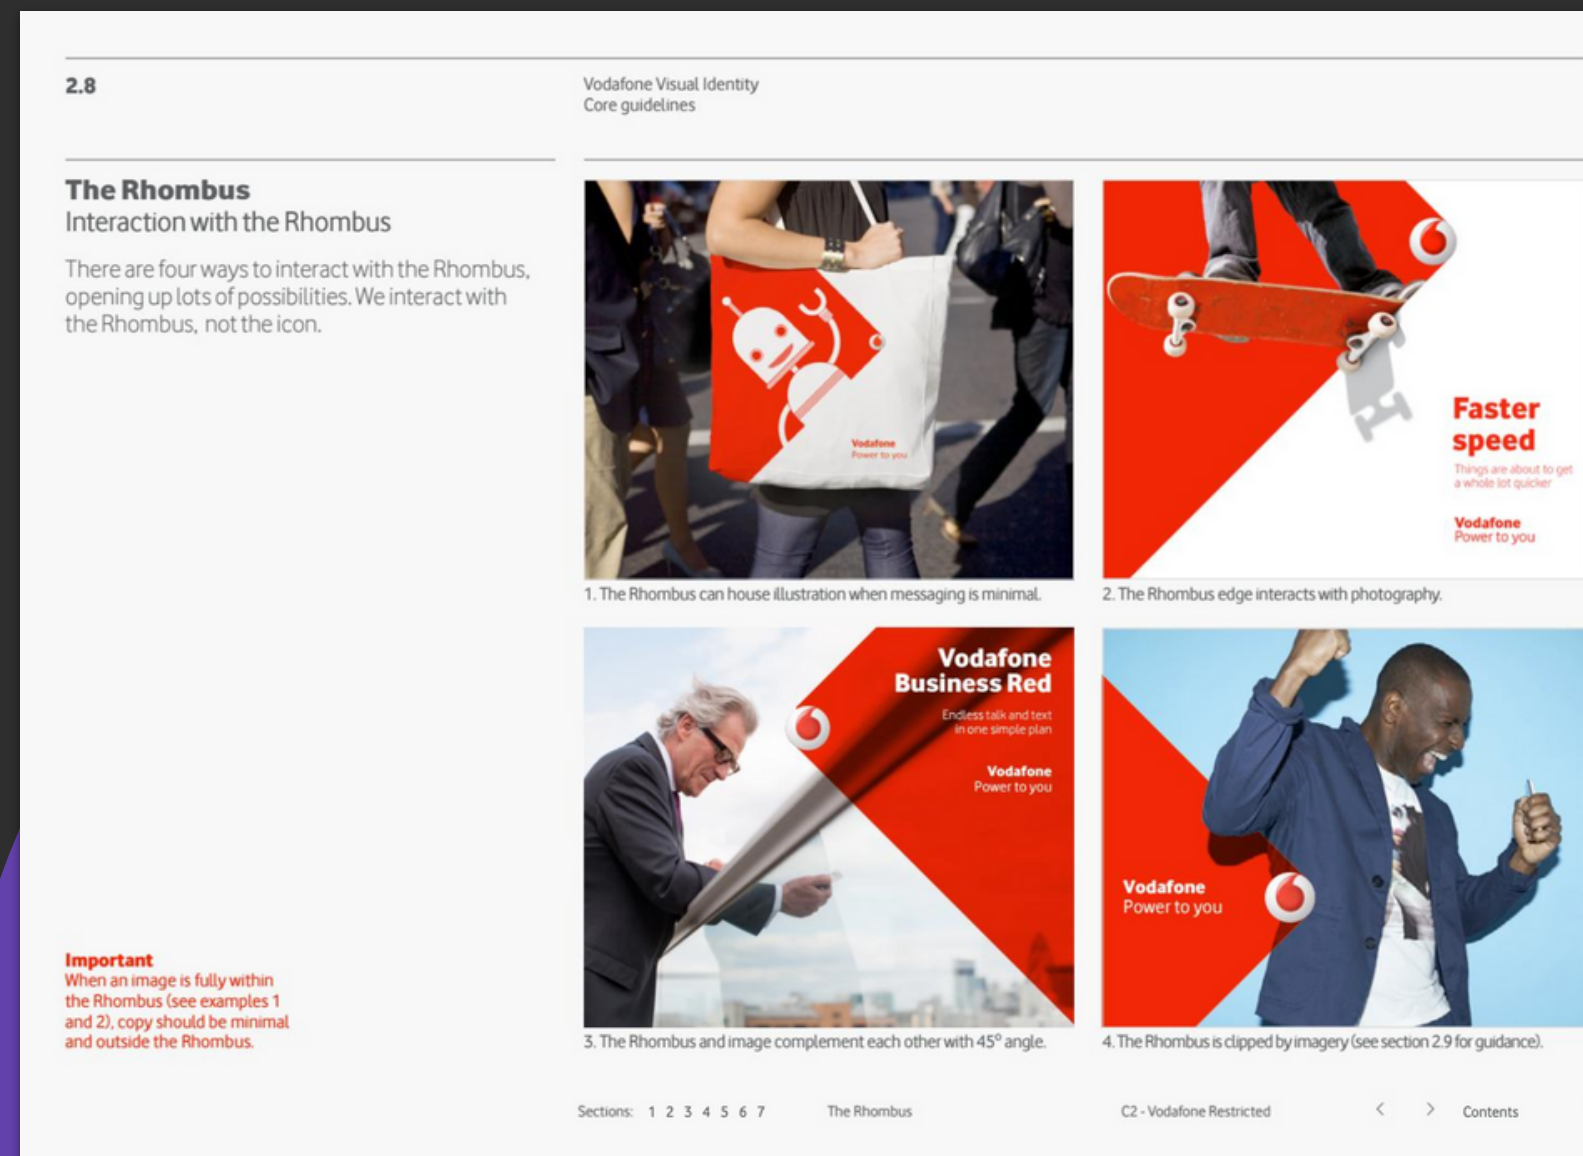 2.8
Vodafone Visual Identity
Core guidelines
The Rhombus
Interaction with the Rhombus
There are four ways to interact with the Rhombus,
opening up lots of possibilities. We interact with
the Rhombus, not the icon.
Important
When an image is fully within
the Rhombus (see examples 1
and 2), copy should be minimal
and outside the Rhombus.
Vodafone
Power to you
1. The Rhombus can house illustration when messaging is minimal.
Faster
speed
Things are about to get
a whole lot quicker
Vodafone
Power to you
2. The Rhombus edge interacts with photography.
Vodafone
Business Red
Endless talk and text
in one simple plan
Vodafone
Power to you
3. The Rhombus and image complement each other with 45° angle.
Vodafone
Power to you
4. The Rhombus is clipped by imagery (see section 2.9 for guidance).
Sections: 1 2 3 4 5 6 7 The Rhombus C2 - Vodafone Restricted < > Contents